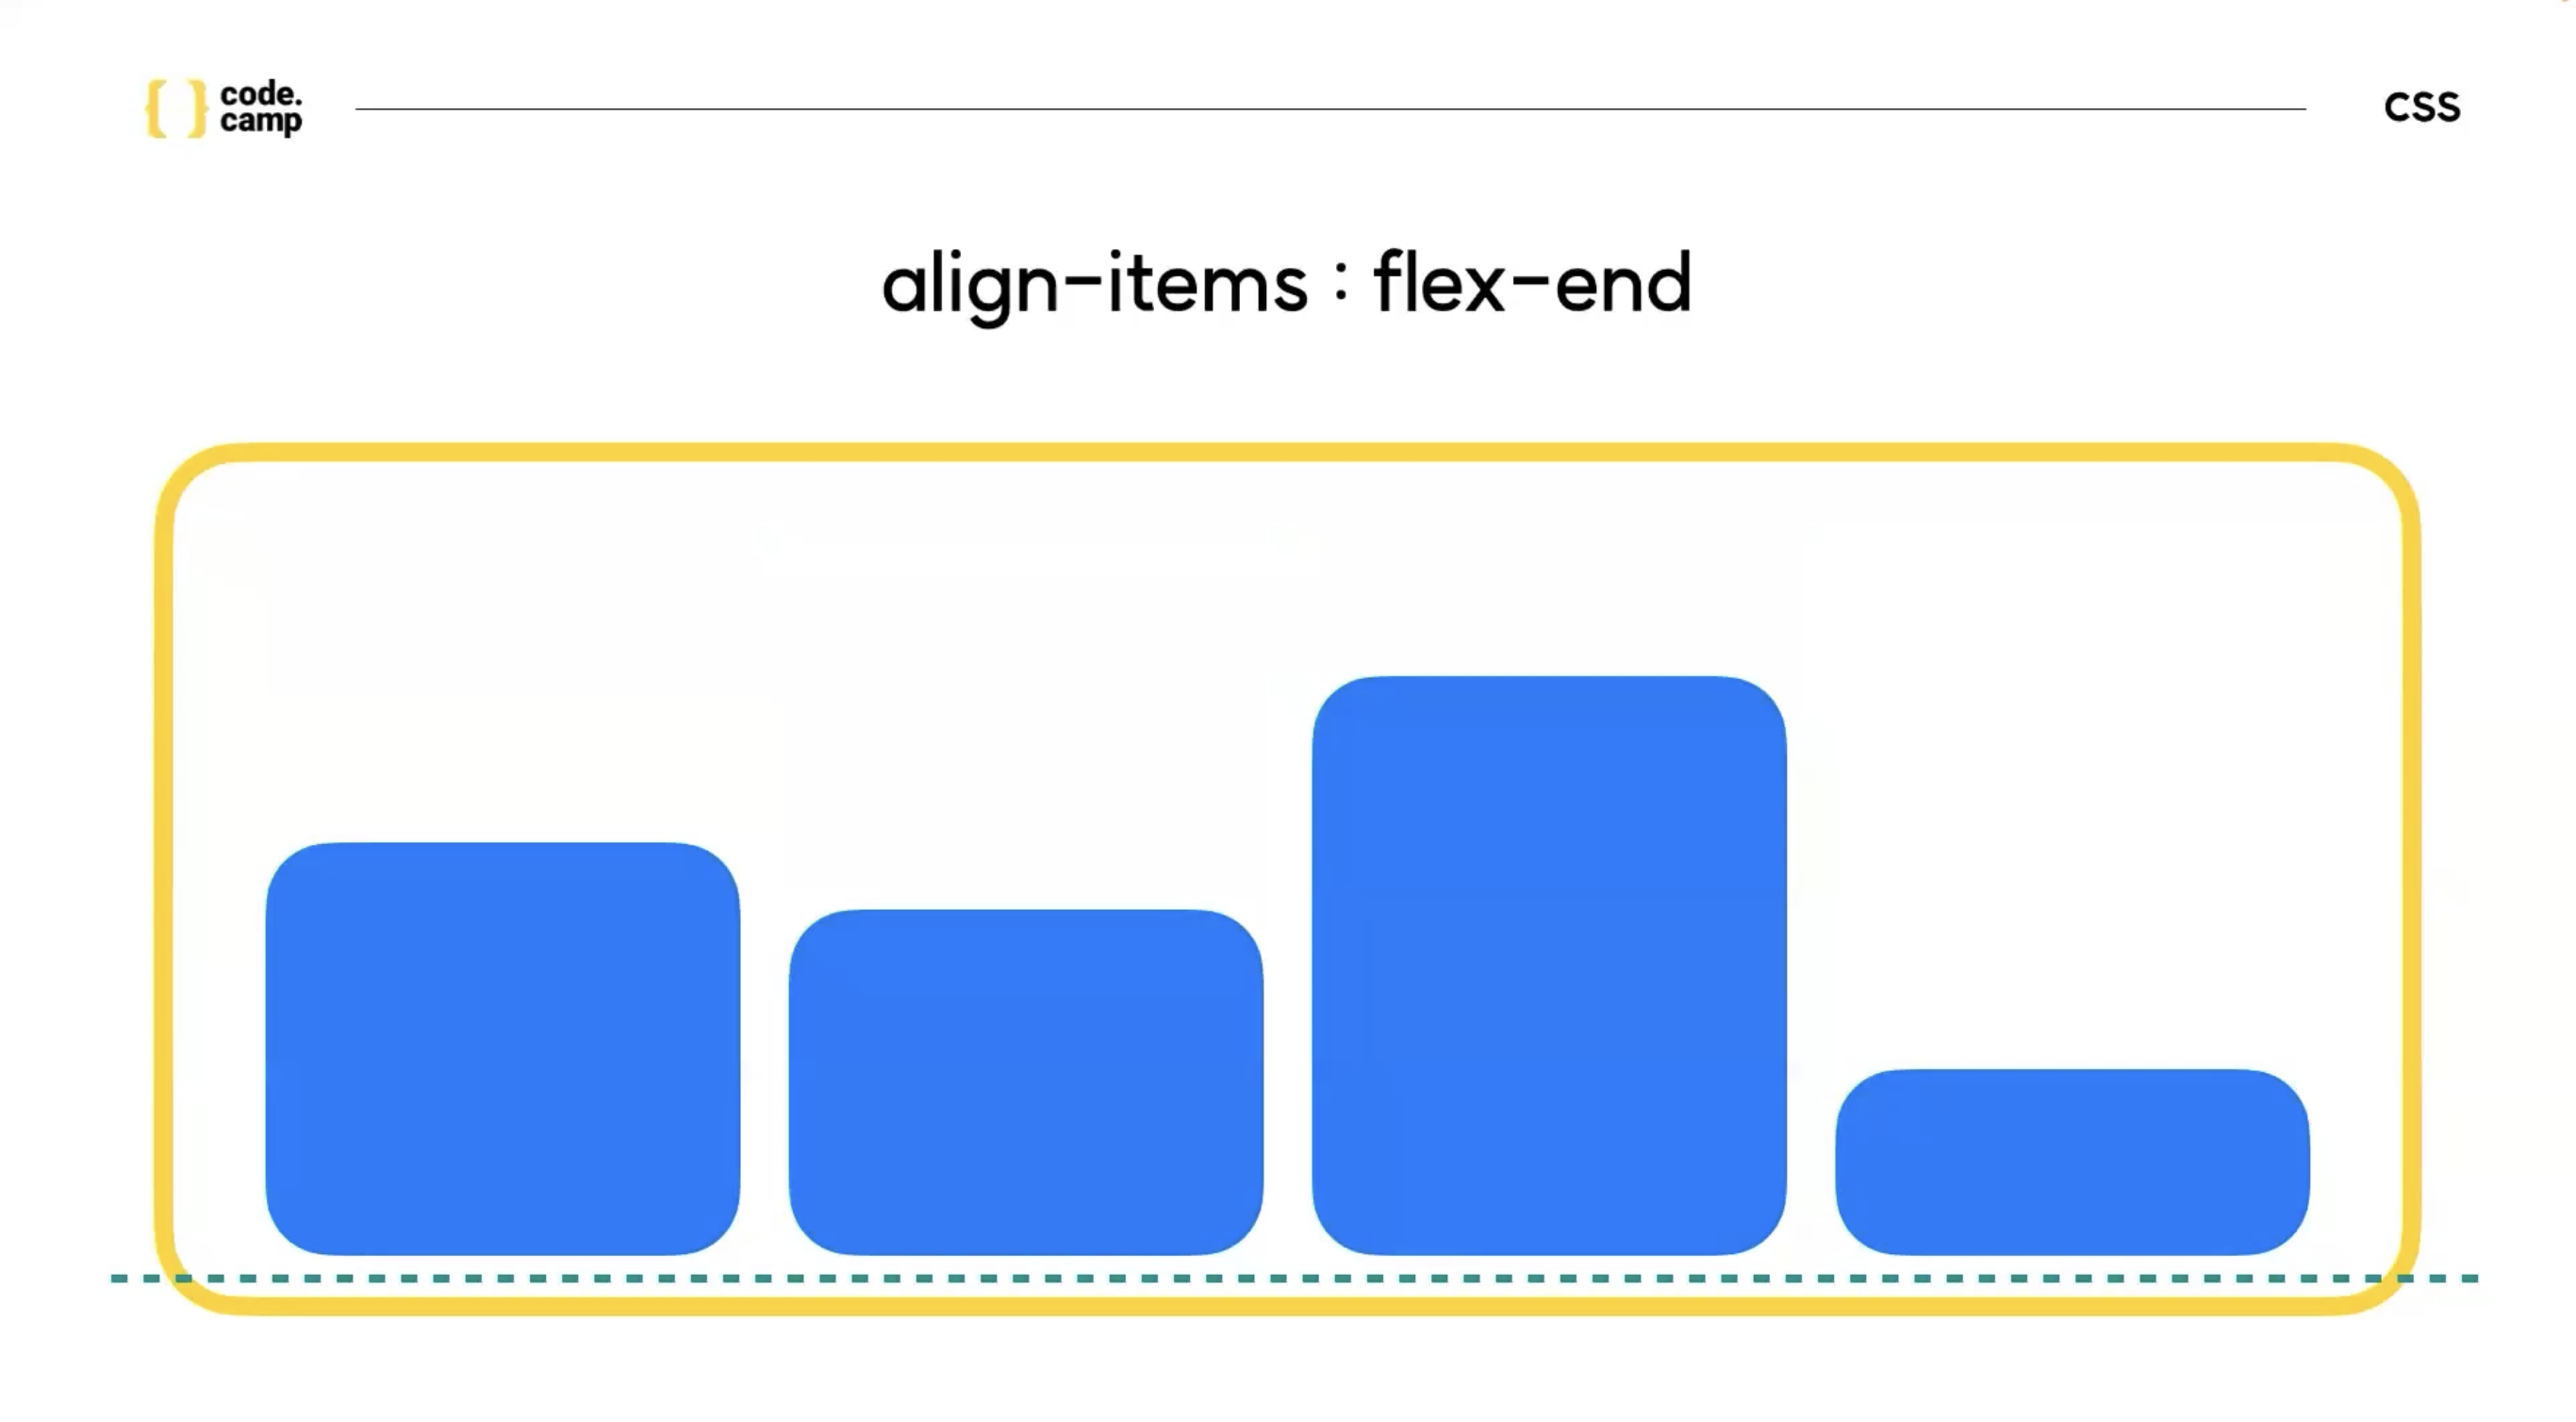 { } code.
camp
CSS
align-items : flex-end